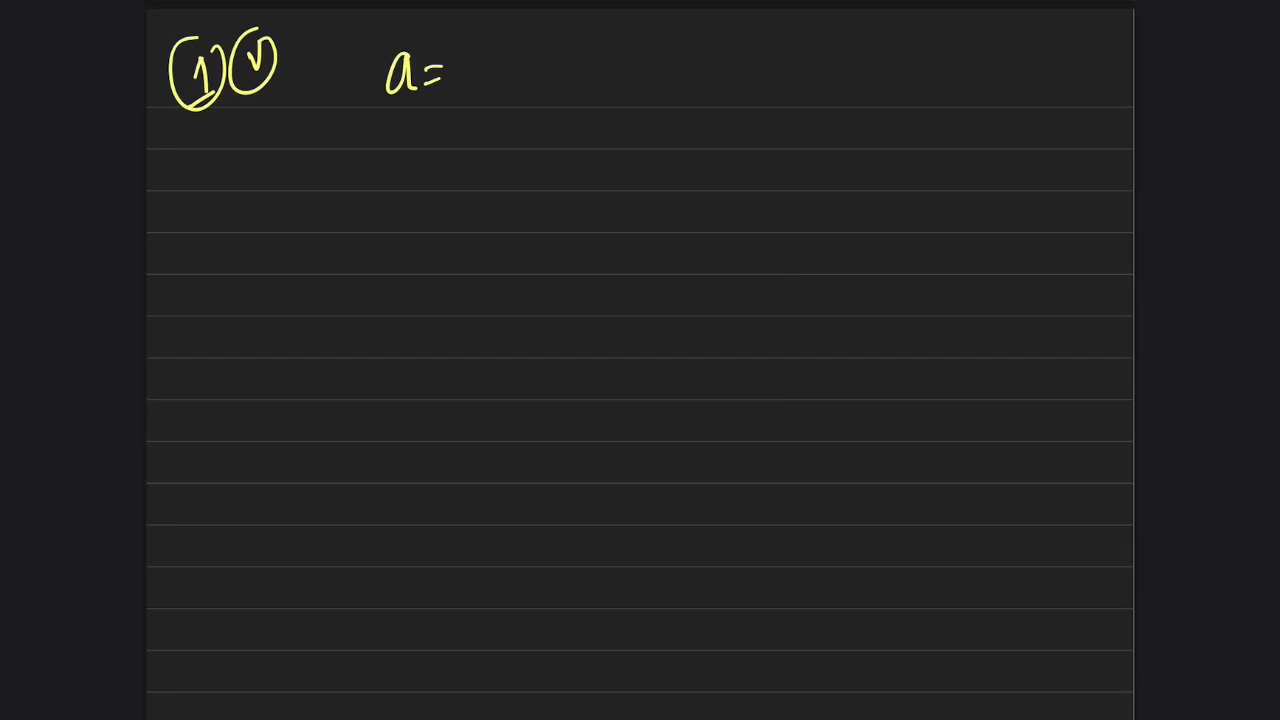 ① ⓥ a=